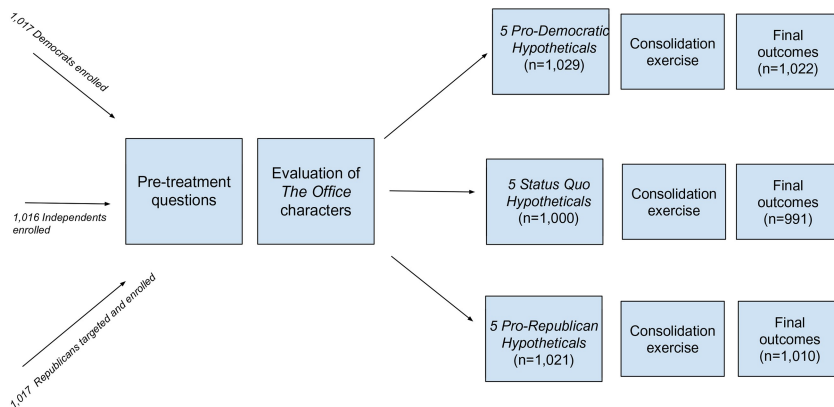 1,017 Democrats enrolled
1,016 Independents
enrolled
1,017 Republicans targeted and enrolled
Pre-treatment
questions
Evaluation of
The Office
characters
5 Pro-Democratic
Hypotheticals
(n=1,029)
Consolidation
exercise
Final
outcomes
(n=1,022)
5 Status Quo
Hypotheticals
(n=1,000)
Consolidation
exercise
Final
outcomes
(n=991)
5 Pro-Republican
Hypotheticals
(n=1,021)
Consolidation
exercise
Final
outcomes
(n=1,010)